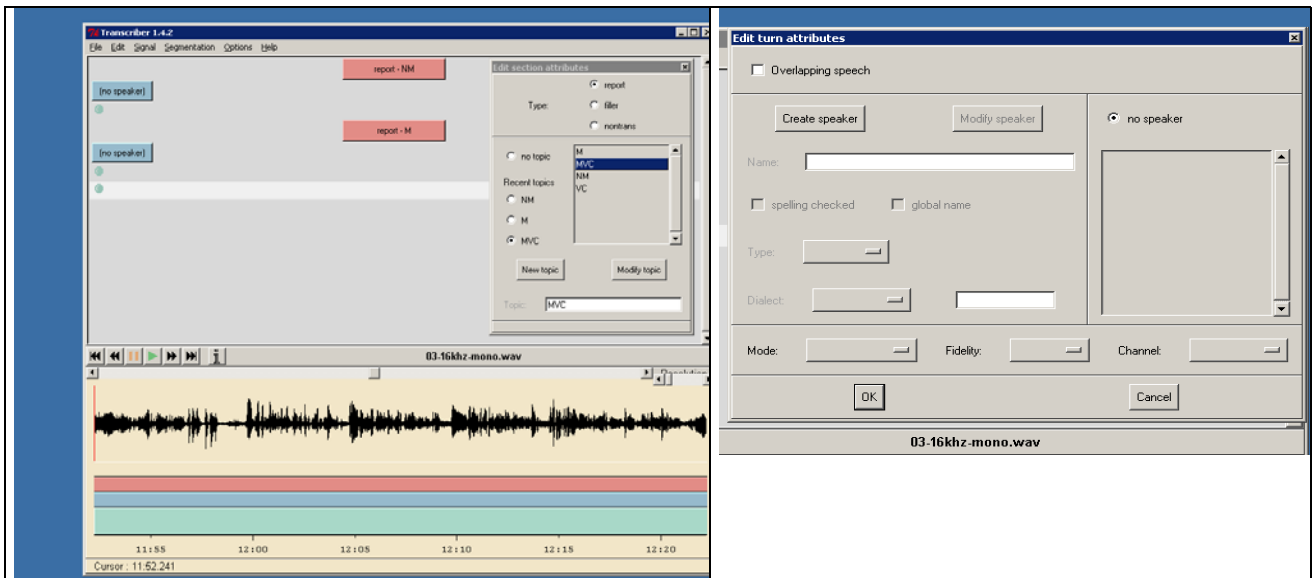 Transcriber 1.4.2
File Edit Signal Segmentation Options Help
report - NM
(no speaker)
report - M
(no speaker)
Edit section attributes
report
Type:
filler
nontrans
no topic
M
MVC
NM
VC
Recent topics
NM
M
MVC
New topic
Modify topic
Topic:
MVC
03-16khz-mono.wav
Resolution
11:55 12:00 12:05 12:10 12:15 12:20
Cursor : 11:52.241
Edit turn attributes
Overlapping speech
Create speaker
Modify speaker
no speaker
Name:
spelling checked
global name
Type:
Dialect:
Mode:
Fidelity:
Channel:
OK
Cancel
03-16khz-mono.wav